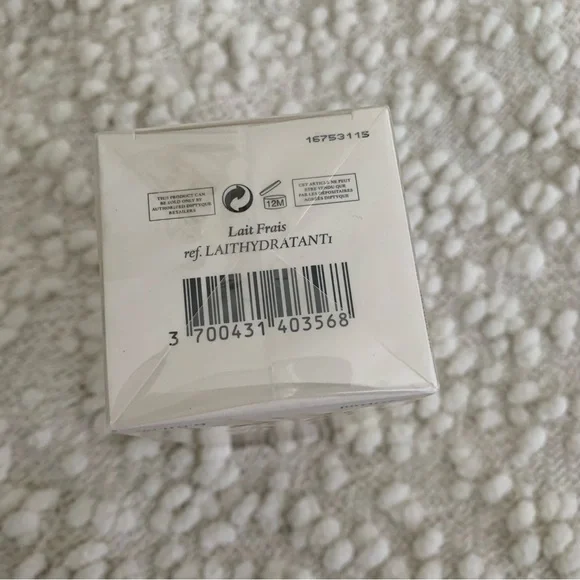 16753115
THIS PRODUCT CAN
BE SOLD ONLY BY
AUTHORIZED DIPTYQUE
RETAILERS
12M
CET ARTICLE NE PEUT
ÊTRE VENDU QUE
PAR LES DÉPOSITAIRES
AGRÉÉS DIPTYQUE
Lait Frais
ref. LAITHYDRATANT1
3 700431 403568